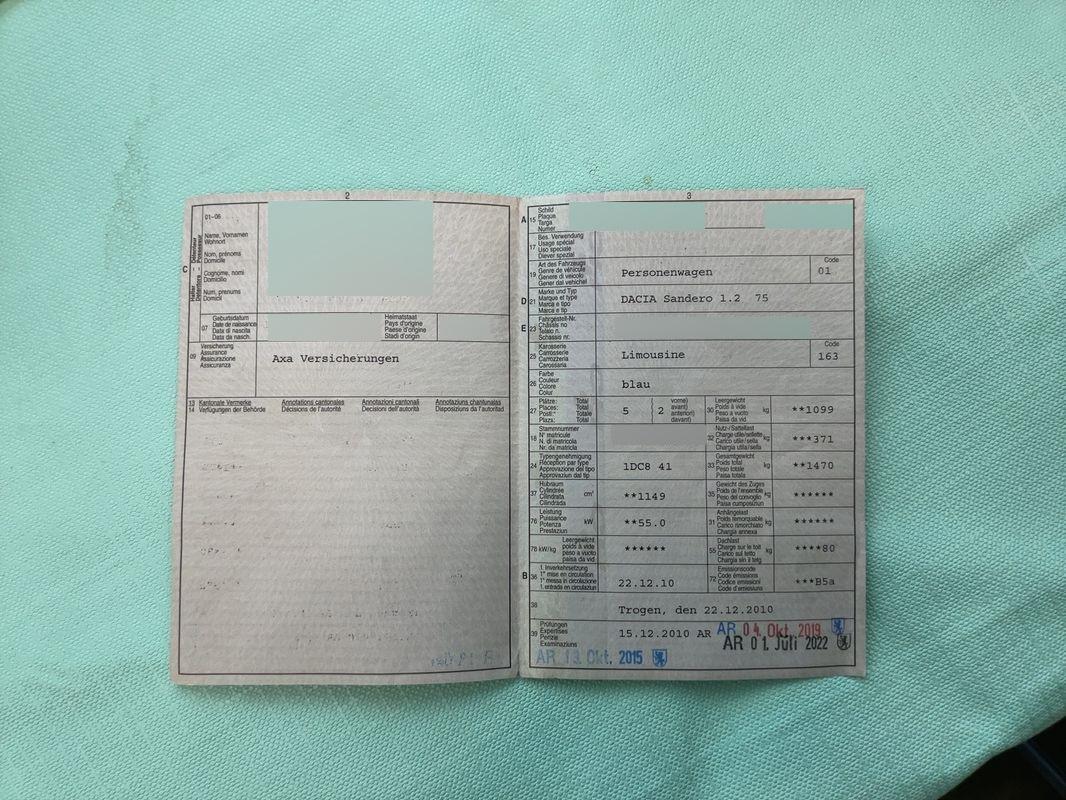 2
01-06
C
Halter
Détenteur
Detentore
Possessur
Name, Vornamen
Wohnort
Nom, prénoms
Domicile
Cognome, nomi
Domicilio
Num, prenums
Domicil
07
Geburtsdatum
Date de naissance
Data di nascita
Data da nasch.
Heimatstaat
Pays d'origine
Paese d'origine
Stadi d'origin
09
Versicherung
Assurance
Assicurazione
Assicuranza
Axa Versicherungen
13 Kantonale Vermerke Annotations cantonales Annotazioni cantonali Annotaziuns chantunalas
14 Verfügungen der Behörde Décisions de l'autorité Decisioni dell'autorità Disposiziuns da l'autoritad
3
A 15
Schild
Plaque
Targa
Numer
17
Bes. Verwendung
Usage spécial
Uso speciale
Diever spezial
19
Art des Fahrzeugs
Genre de véhicule
Genere di veicolo
Gener dal vehichel
Personenwagen
Code
01
D 21
Marke und Typ
Marque et type
Marca e tipo
Marca e tip
DACIA Sandero 1.2 75
E 23
Fahrgestell-Nr.
Châssis no
Telaio n.
Schassis nr.
25
Karosserie
Carrosserie
Carrozzeria
Carossaria
Limousine
Code
163
26
Farbe
Couleur
Colore
Colur
blau
27
Plätze: Total
Places: Total
Posti: Totale
Plazs: Total
5
2
vorne)
avant)
anteriori)
davant)
30
Leergewicht
Poids à vide
Peso a vuoto
Paisa da vid
kg
**1099
18
Stammnummer
N° matricule
N. di matricola
Nr. da matricla
32
Nutz-/Sattellast
Charge utile/sellette
Carico utile/sella
Chargia utila/sella
kg
***371
24
Typengenehmigung
Réception par type
Approvazione del tipo
Approvaziun dal tip
1DC8 41
33
Gesamtgewicht
Poids total
Peso totale
Paisa totala
kg
**1470
37
Hubraum
Cylindrée
Cilindrata
Cilindrada
cm³
**1149
35
Gewicht des Zuges
Poids de l'ensemble
Peso del convoglio
Paisa cumposiziun
kg
******
76
Leistung
Puissance
Potenza
Prestaziun
kW
**55.0
31
Anhängelast
Poids remorquable
Carico rimorchiato
Chargia annexa
kg
******
78 kW/kg
Leergewicht
poids à vide
peso a vuoto
paisa da vid
******
55
Dachlast
Charge sur le toit
Carico sul tetto
Chargia sin il tetg
kg
****80
B 36
1. Inverkehrsetzung
1re mise en circulation
1a messa in circolazione
1. entrada en circulaziun
22.12.10
72
Emissionscode
Code émissions
Codice emissioni
Code d'emissiuns
***B5a
38
Trogen, den 22.12.2010
39
Prüfungen
Expertises
Perizie
Examinaziuns
15.12.2010 AR
AR 04. Okt. 2019
AR 01. Juli 2022
AR 13. Okt. 2015